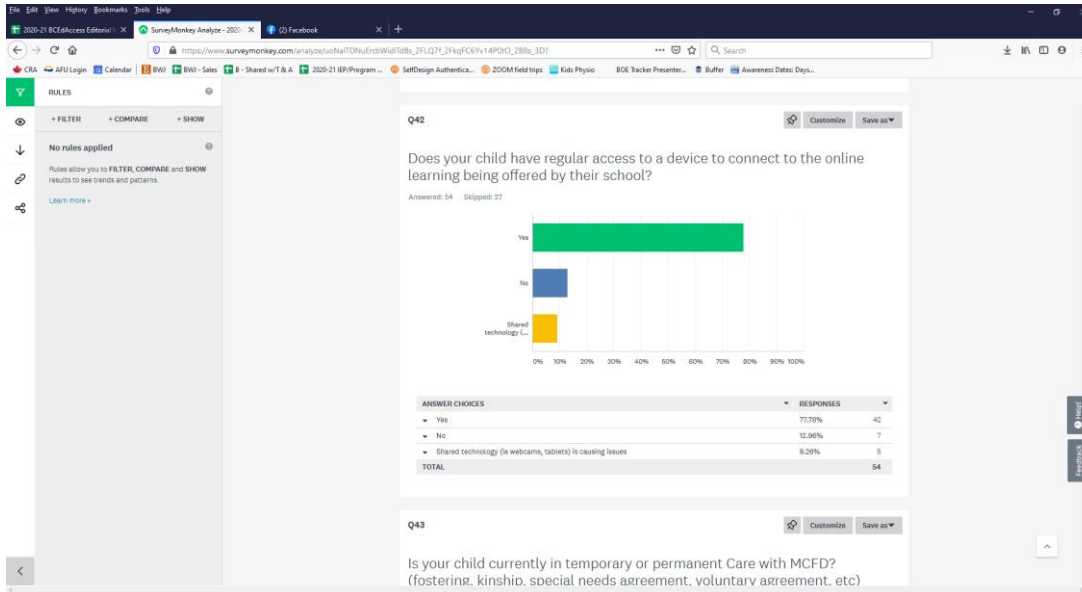 File Edit View History Bookmarks Tools Help
2020-21 BCEdAccess Editorial
SurveyMonkey Analyze - 2020-
(2) Facebook
https://www.surveymonkey.com/analyze/
Search
CRA AFU Login Calendar BWJ BWJ - Sales B - Shared w/T & A 2020-21 IEP/Program ... SelfDesign Authentica... ZOOM field trips Kids Physio BOE Tracker Presenter... Buffer Awareness Dates: Days...
RULES
+ FILTER + COMPARE + SHOW
No rules applied
Rules allow you to FILTER, COMPARE and SHOW
results to see trends and patterns.
Learn more »
Q42
Customize Save as
Does your child have regular access to a device to connect to the online
learning being offered by their school?
Answered: 54 Skipped: 27
Yes
No
Shared
technology (...
0% 10% 20% 30% 40% 50% 60% 70% 80% 90% 100%
ANSWER CHOICES RESPONSES
Yes 77.78% 42
No 12.96% 7
Shared technology (ie webcams, tablets) is causing issues 9.26% 5
TOTAL 54
Q43
Customize Save as
Is your child currently in temporary or permanent Care with MCFD?
(fostering, kinship, special needs agreement, voluntary agreement, etc)
Help!
Feedback